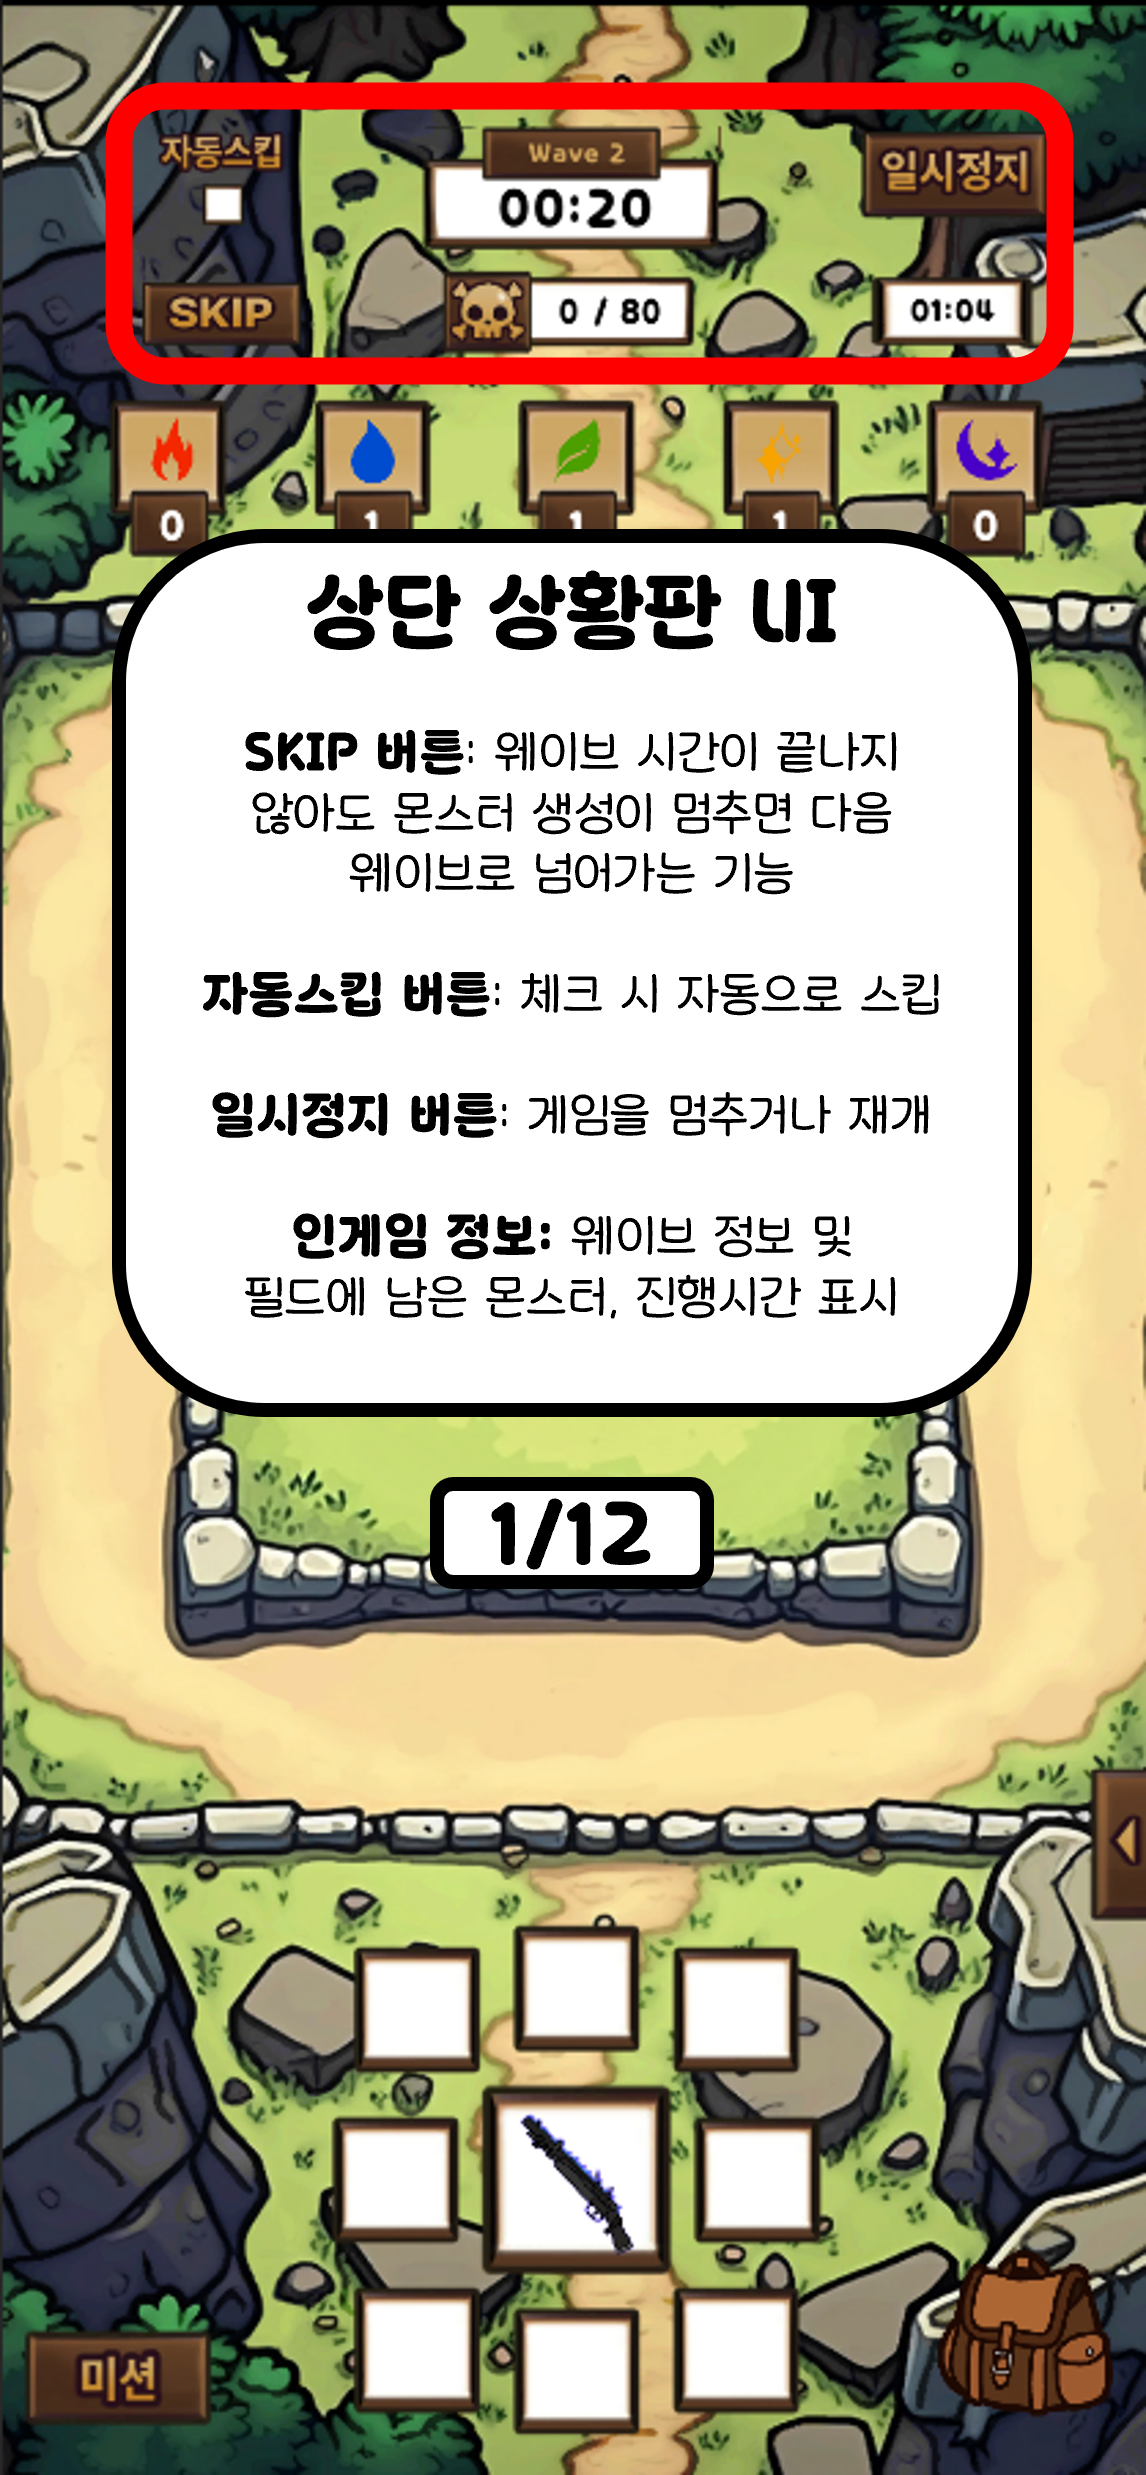 자동스킵
Wave 2
일시정지
00:20
SKIP
0 / 80
01:04
0
1
1
1
0
상단 상황판 UI
SKIP 버튼: 웨이브 시간이 끝나지
않아도 몬스터 생성이 멈추면 다음
웨이브로 넘어가는 기능
자동스킵 버튼: 체크 시 자동으로 스킵
일시정지 버튼: 게임을 멈추거나 재개
인게임 정보: 웨이브 정보 및
필드에 남은 몬스터, 진행시간 표시
1/12
미션